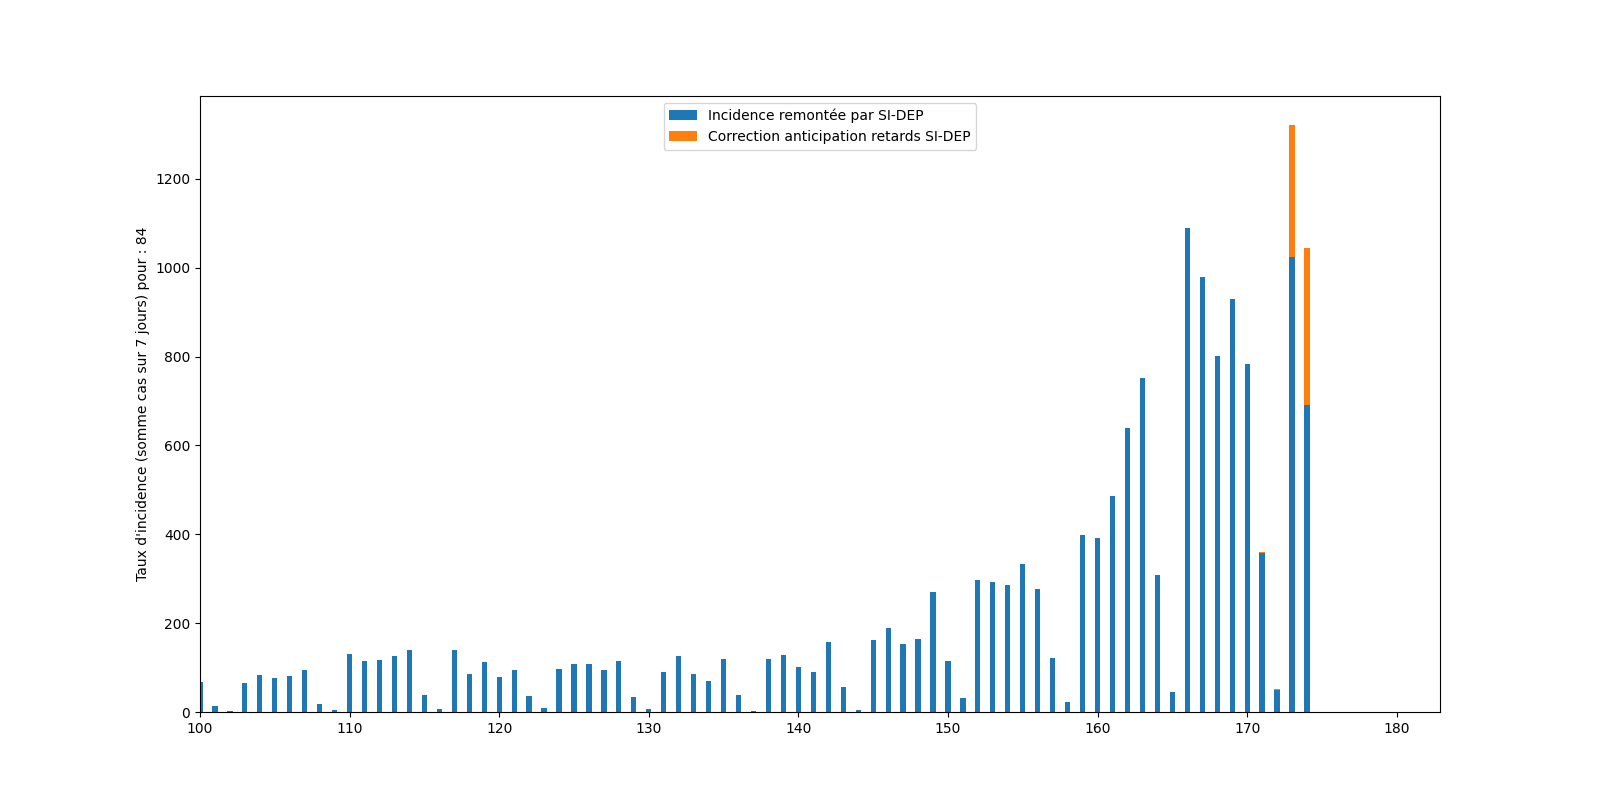 Incidence remontée par SI-DEP
Correction anticipation retards SI-DEP
Taux d'incidence (somme cas sur 7 jours) pour : 84
1200
1000
800
600
400
200
0
100 110 120 130 140 150 160 170 180